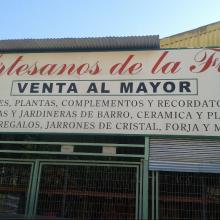 rtesanos de la F
VENTA AL MAYOR
ES, PLANTAS, COMPLEMENTOS Y RECORDATO
AS Y JARDINERAS DE BARRO, CERAMICA Y PL
REGALOS, JARRONES DE CRISTAL, FORJA Y M